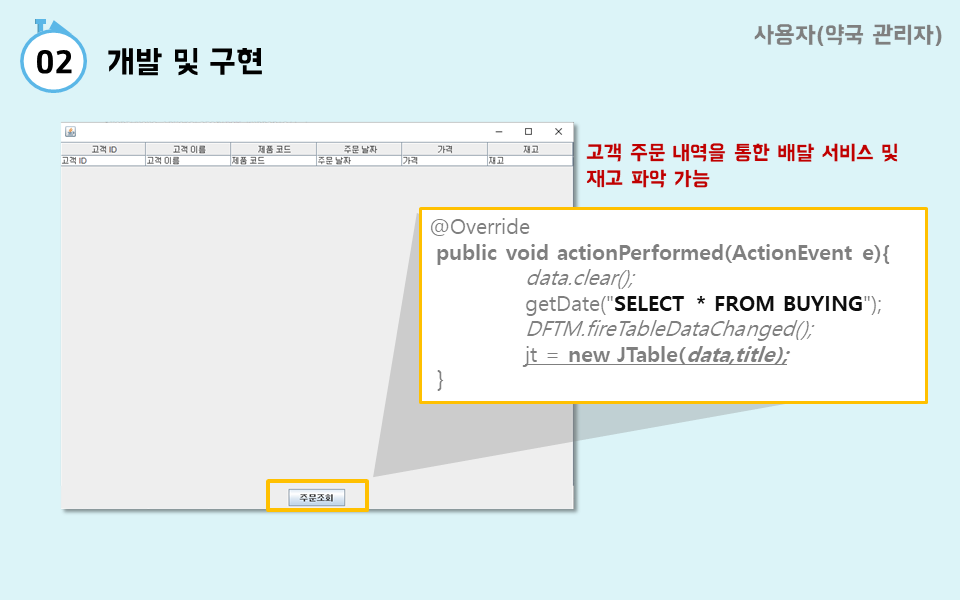 사용자(약국 관리자)
02 개발 및 구현
고객 ID 고객 이름 제품 코드 주문 날자 가격 재고
고객 ID 고객 이름 제품 코드 주문 날자 가격 재고
고객 주문 내역을 통한 배달 서비스 및
재고 파악 가능
@Override
public void actionPerformed(ActionEvent e){
data.clear();
getDate("SELECT * FROM BUYING");
DFTM.fireTableDataChanged();
jt = new JTable(data,title);
}
주문조회